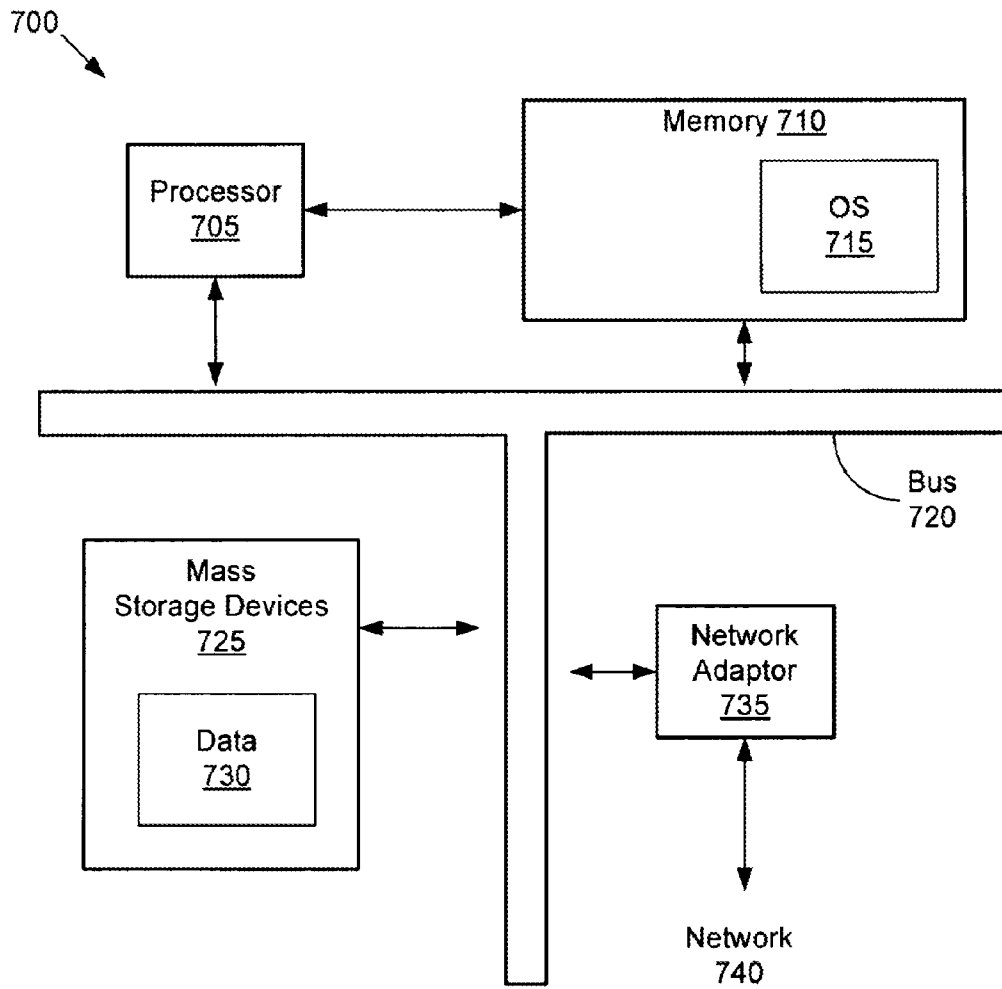 700
Memory 710
Processor
705
OS
715
Bus
720
Mass
Storage Devices
725
Network
Adaptor
735
Data
730
Network
740